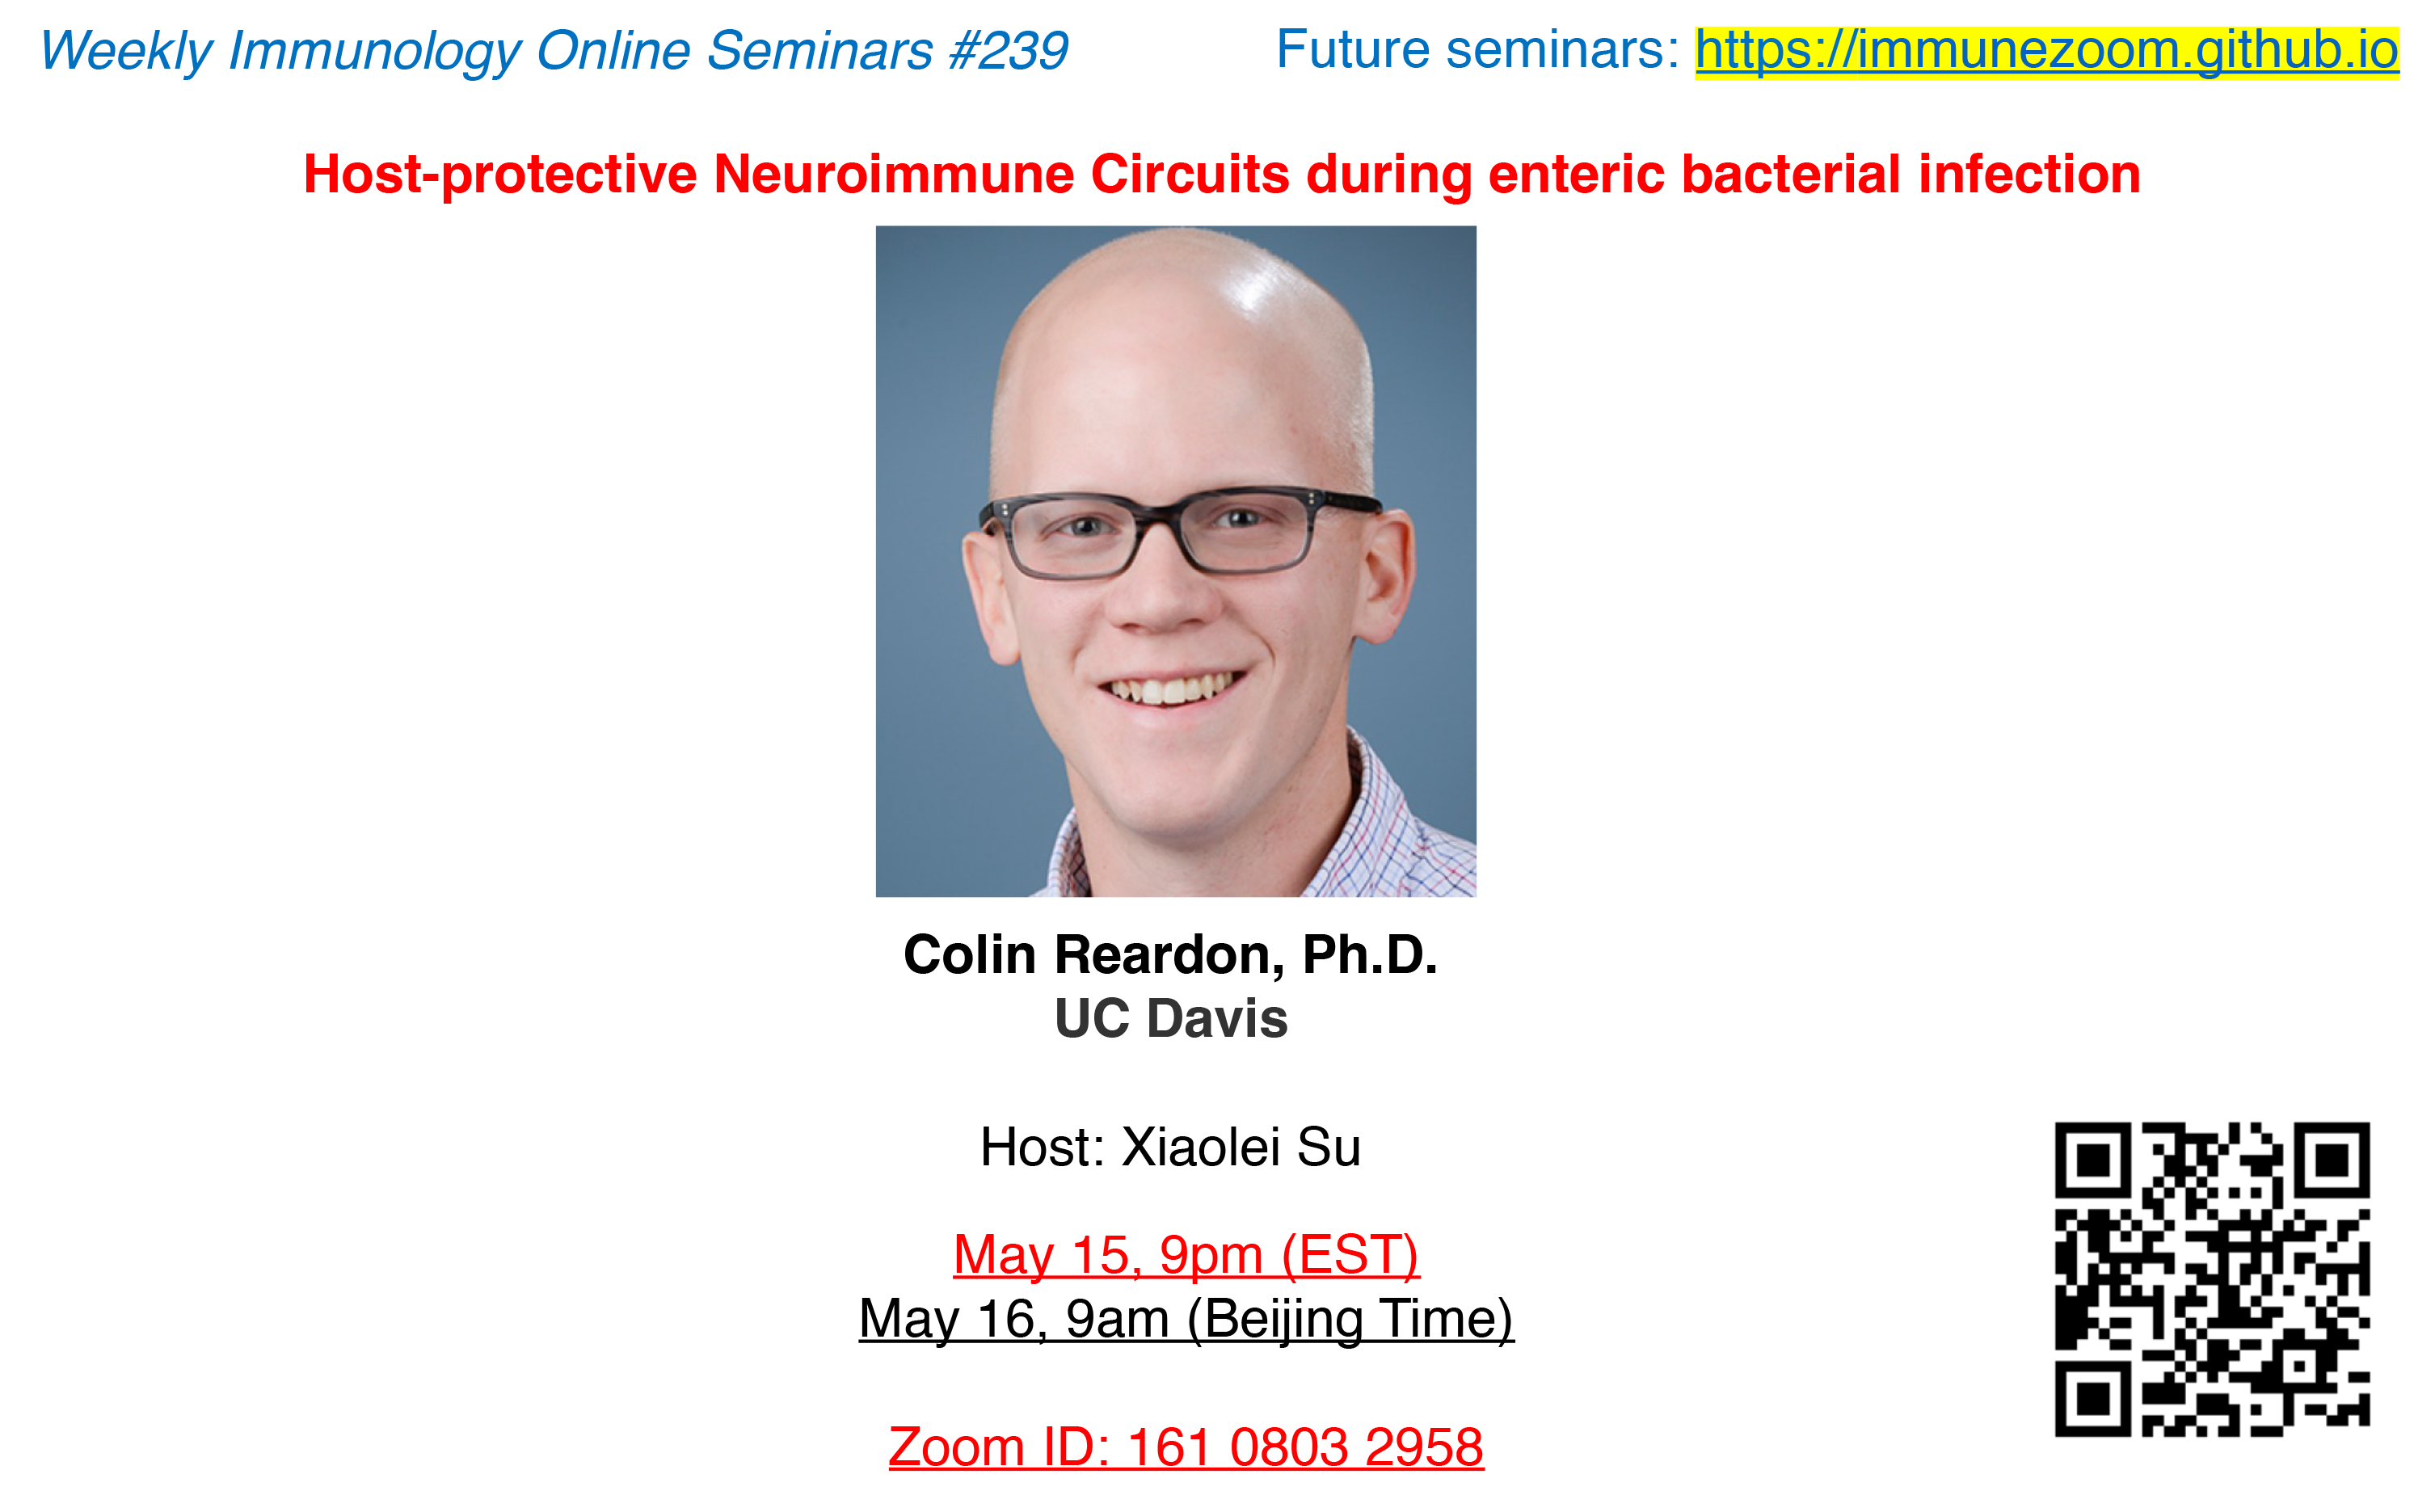 Weekly Immunology Online Seminars #239
Future seminars: https://immunezoom.github.io
Host-protective Neuroimmune Circuits during enteric bacterial infection
Colin Reardon, Ph.D.
UC Davis
Host: Xiaolei Su
May 15, 9pm (EST)
May 16, 9am (Beijing Time)
Zoom ID: 161 0803 2958